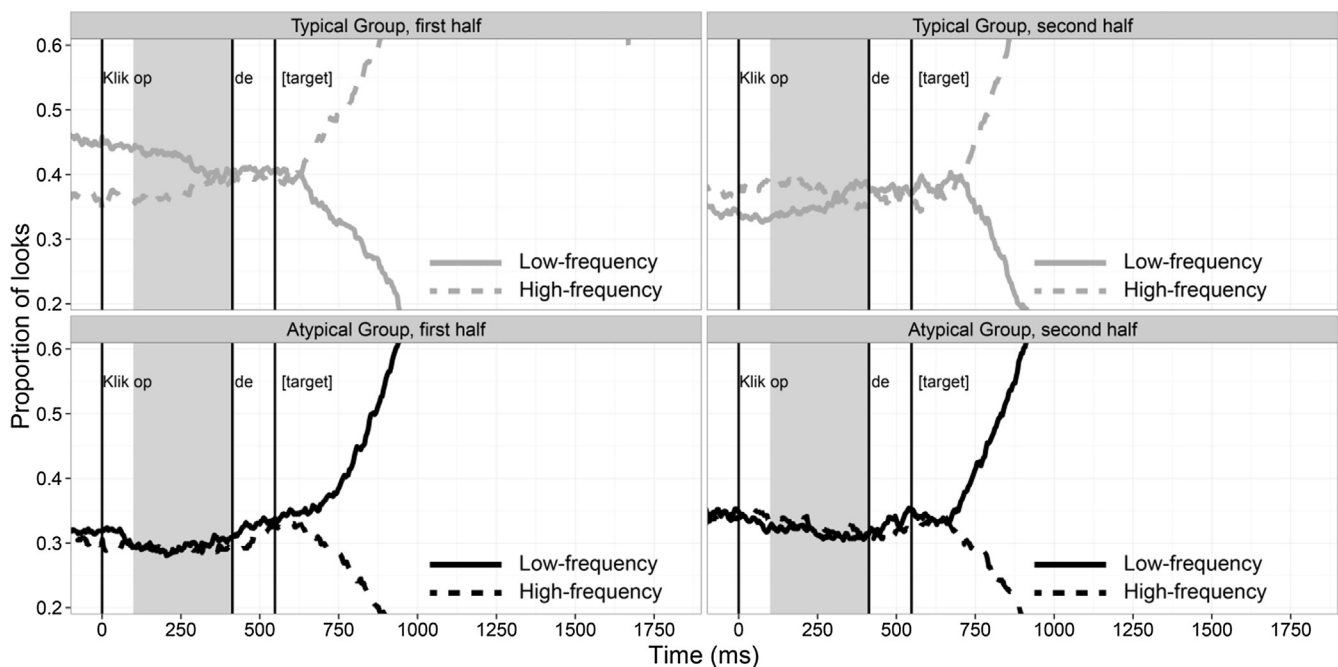 Typical Group, first half
Typical Group, second half
0.6
0.5
0.4
0.3
0.2
Klik op de [target]
Klik op de [target]
Low-frequency
High-frequency
Low-frequency
High-frequency
Atypical Group, first half
Atypical Group, second half
0.6
0.5
0.4
0.3
0.2
Klik op de [target]
Klik op de [target]
Low-frequency
High-frequency
Low-frequency
High-frequency
Proportion of looks
0 250 500 750 1000 1250 1500 1750
0 250 500 750 1000 1250 1500 1750
Time (ms)